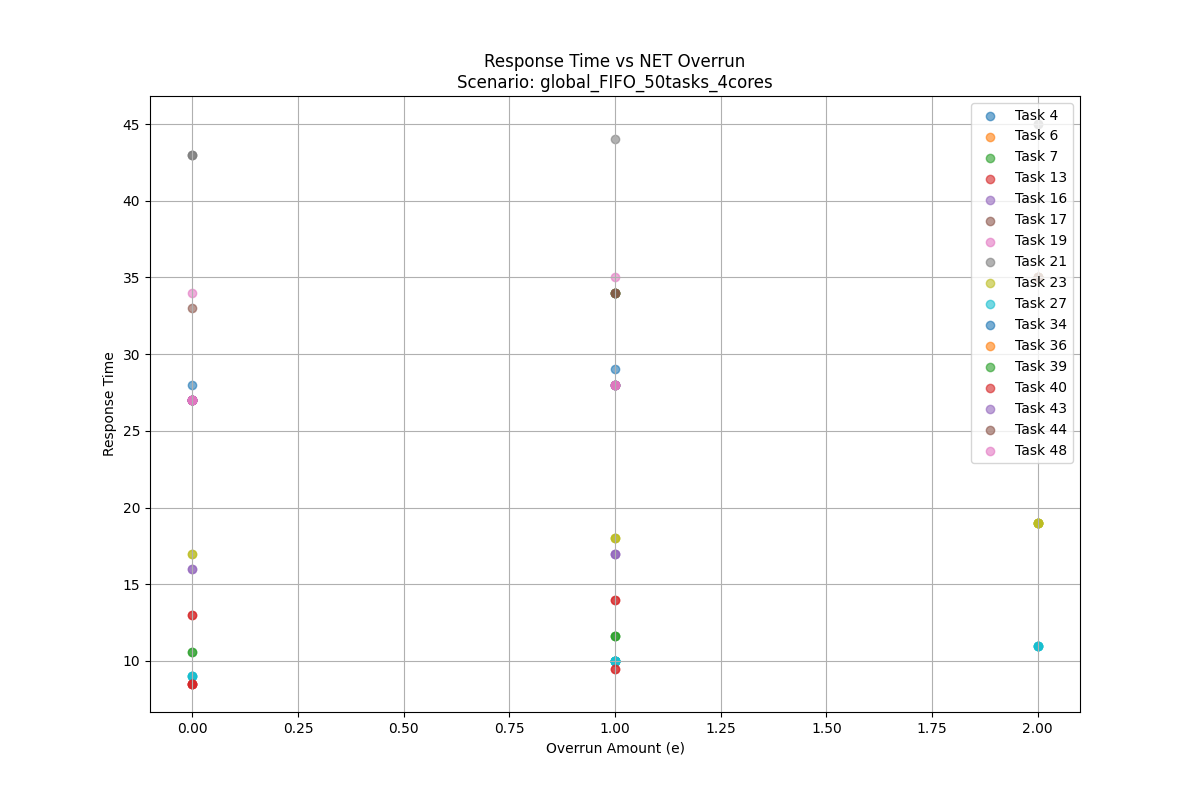 Response Time vs NET Overrun
Scenario: global_FIFO_50tasks_4cores
Response Time
45
40
35
30
25
20
15
10
Task 4
Task 6
Task 7
Task 13
Task 16
Task 17
Task 19
Task 21
Task 23
Task 27
Task 34
Task 36
Task 39
Task 40
Task 43
Task 44
Task 48
0.00 0.25 0.50 0.75 1.00 1.25 1.50 1.75 2.00
Overrun Amount (e)